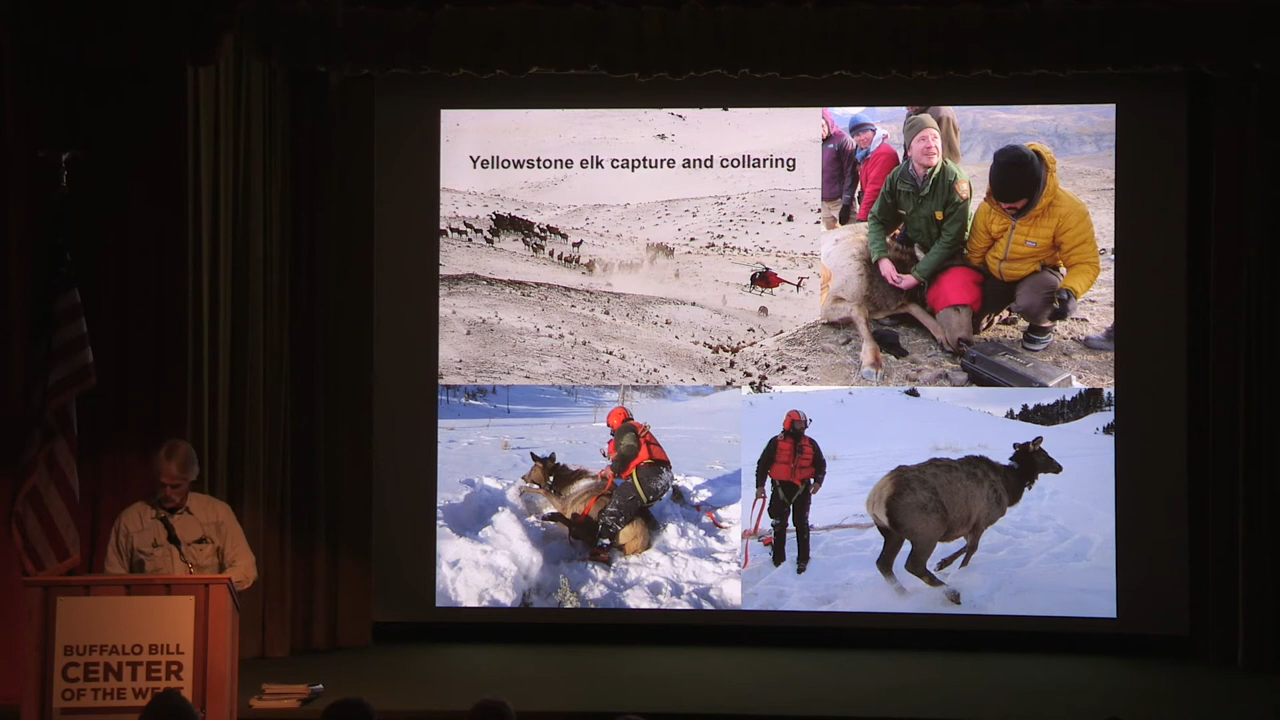 Yellowstone elk capture and collaring
BUFFALO BILL
CENTER
OF THE WEST